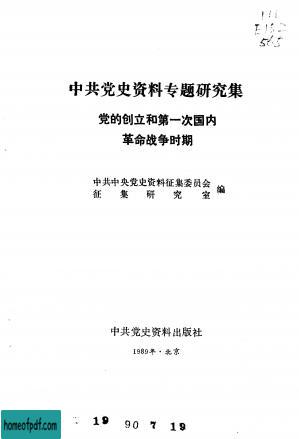 中共党史资料专题研究集
党的创立和第一次国内
革命战争时期
中共中央党史资料征集委员会
征集研究室
编
中共党史资料出版社
1989年·北京
19 90 7 19
homeofpdf.com